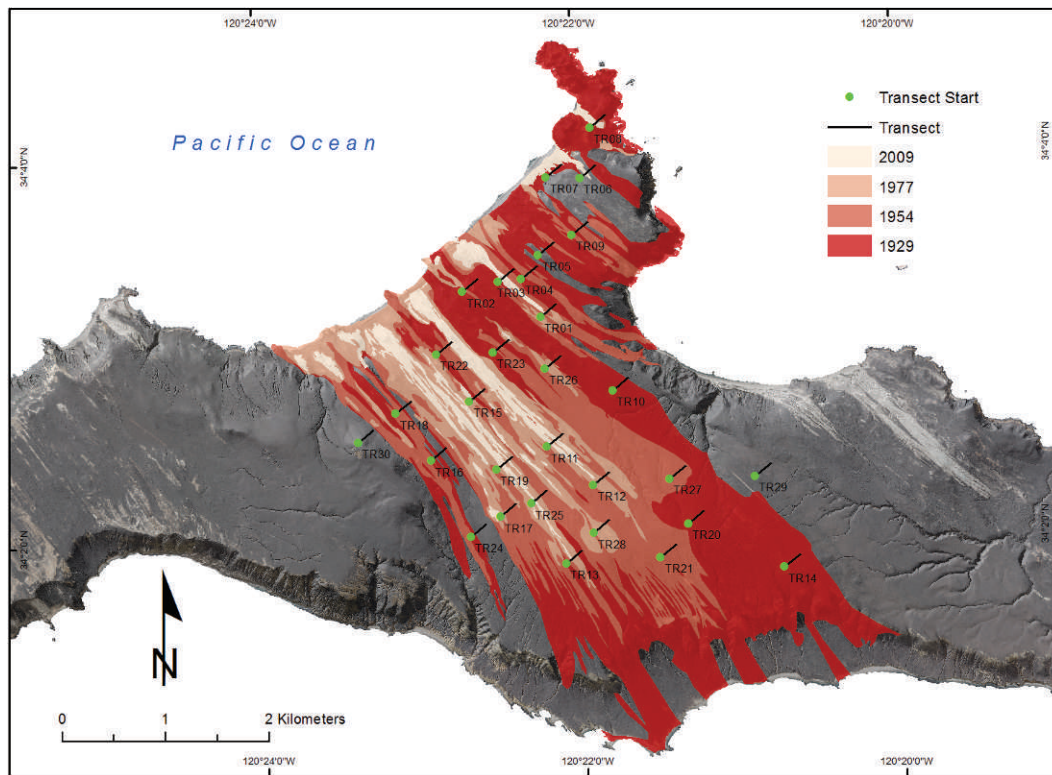 120°24'0"W
120°22'0"W
120°20'0"W
Pacific Ocean
Transect Start
Transect
2009
1977
1954
1929
34°4'0"N
34°4'0"N
TR08
TR07
TR06
TR09
TR05
TR04
TR03
TR02
TR01
TR22
TR23
TR26
TR10
TR15
TR18
TR30
TR16
TR11
TR19
TR12
TR27
TR29
TR25
TR17
TR20
TR24
TR28
TR21
TR13
TR14
34°2'0"N
34°2'0"N
N
0
1
2 Kilometers
120°24'0"W
120°22'0"W
120°20'0"W